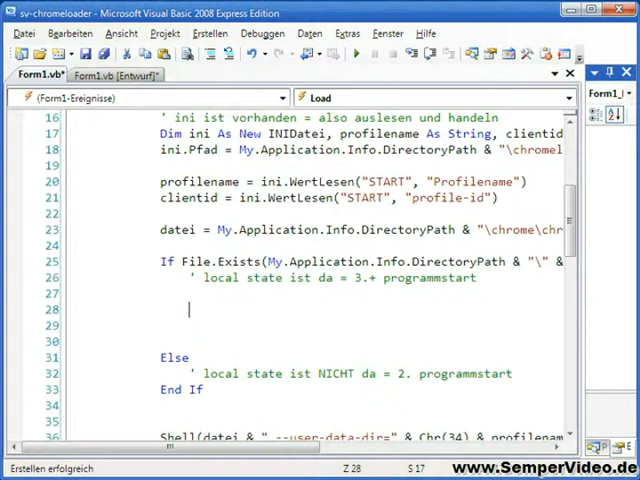 sv-chromeloader - Microsoft Visual Basic 2008 Express Edition
Datei Bearbeiten Ansicht Projekt Erstellen Debuggen Daten Extras Fenster Hilfe
Form1.vb* Form1.vb [Entwurf]*
(Form1-Ereignisse) Load
Form1_l
16 ' ini ist vorhanden = also auslesen und handeln
17 Dim ini As New INIDatei, profilename As String, clientid
18 ini.Pfad = My.Application.Info.DirectoryPath & "\chromel
19
20 profilename = ini.WertLesen("START", "Profilename")
21 clientid = ini.WertLesen("START", "profile-id")
22
23 datei = My.Application.Info.DirectoryPath & "\chrome\chr
24
25 If File.Exists(My.Application.Info.DirectoryPath & "\" &
26 ' local state ist da = 3.+ programmstart
27
28
29
30
31 Else
32 ' local state ist NICHT da = 2. programmstart
33 End If
34
35
36 Shell(datei & " --user-data-dir=" & Chr(34) & profilenam
Erstellen erfolgreich Z 28 S 17
www.SemperVideo.de